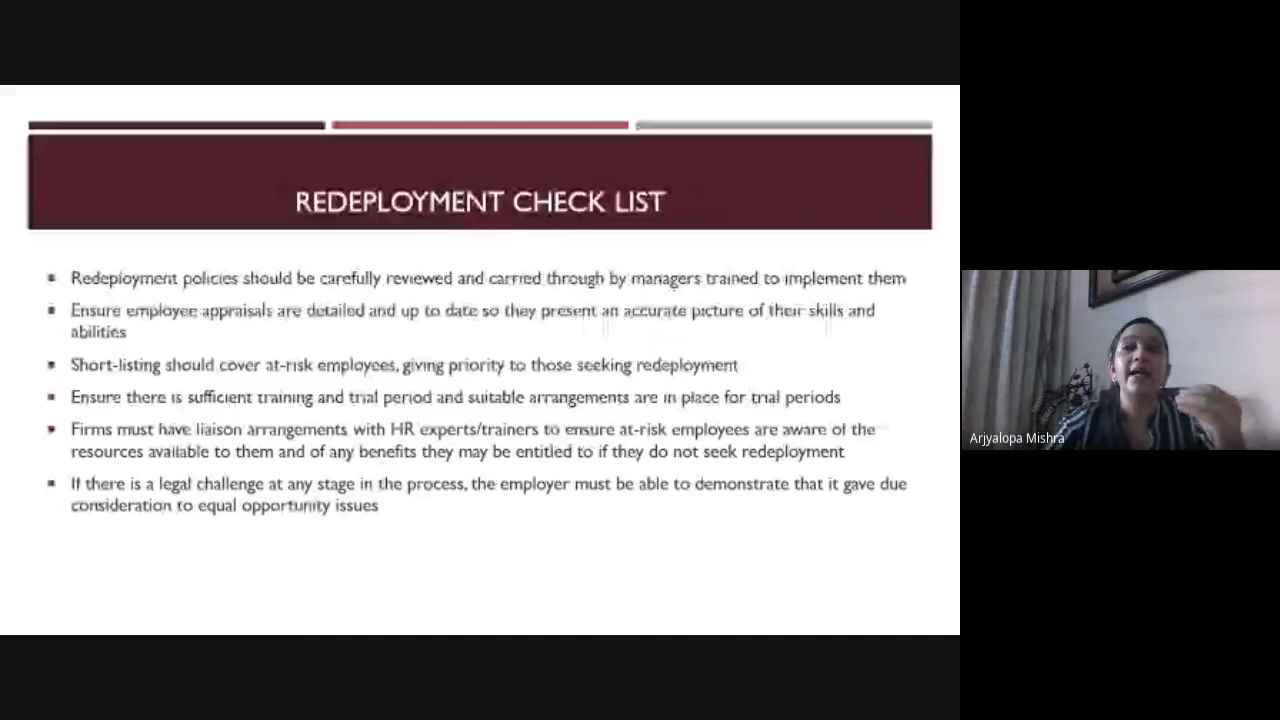 REDEPLOYMENT CHECK LIST
Redeployment policies should be carefully reviewed and carried through by managers trained to implement them
Ensure employee appraisals are detailed and up to date so they present an accurate picture of their skills and
abilities
Short-listing should cover at-risk employees, giving priority to those seeking redeployment
Ensure there is sufficient training and trial period and suitable arrangements are in place for trial periods
Firms must have liaison arrangements with HR experts/trainers to ensure at-risk employees are aware of the
resources available to them and of any benefits they may be entitled to if they do not seek redeployment
If there is a legal challenge at any stage in the process, the employer must be able to demonstrate that it gave due
consideration to equal opportunity issues
Arjyalopa Mishra